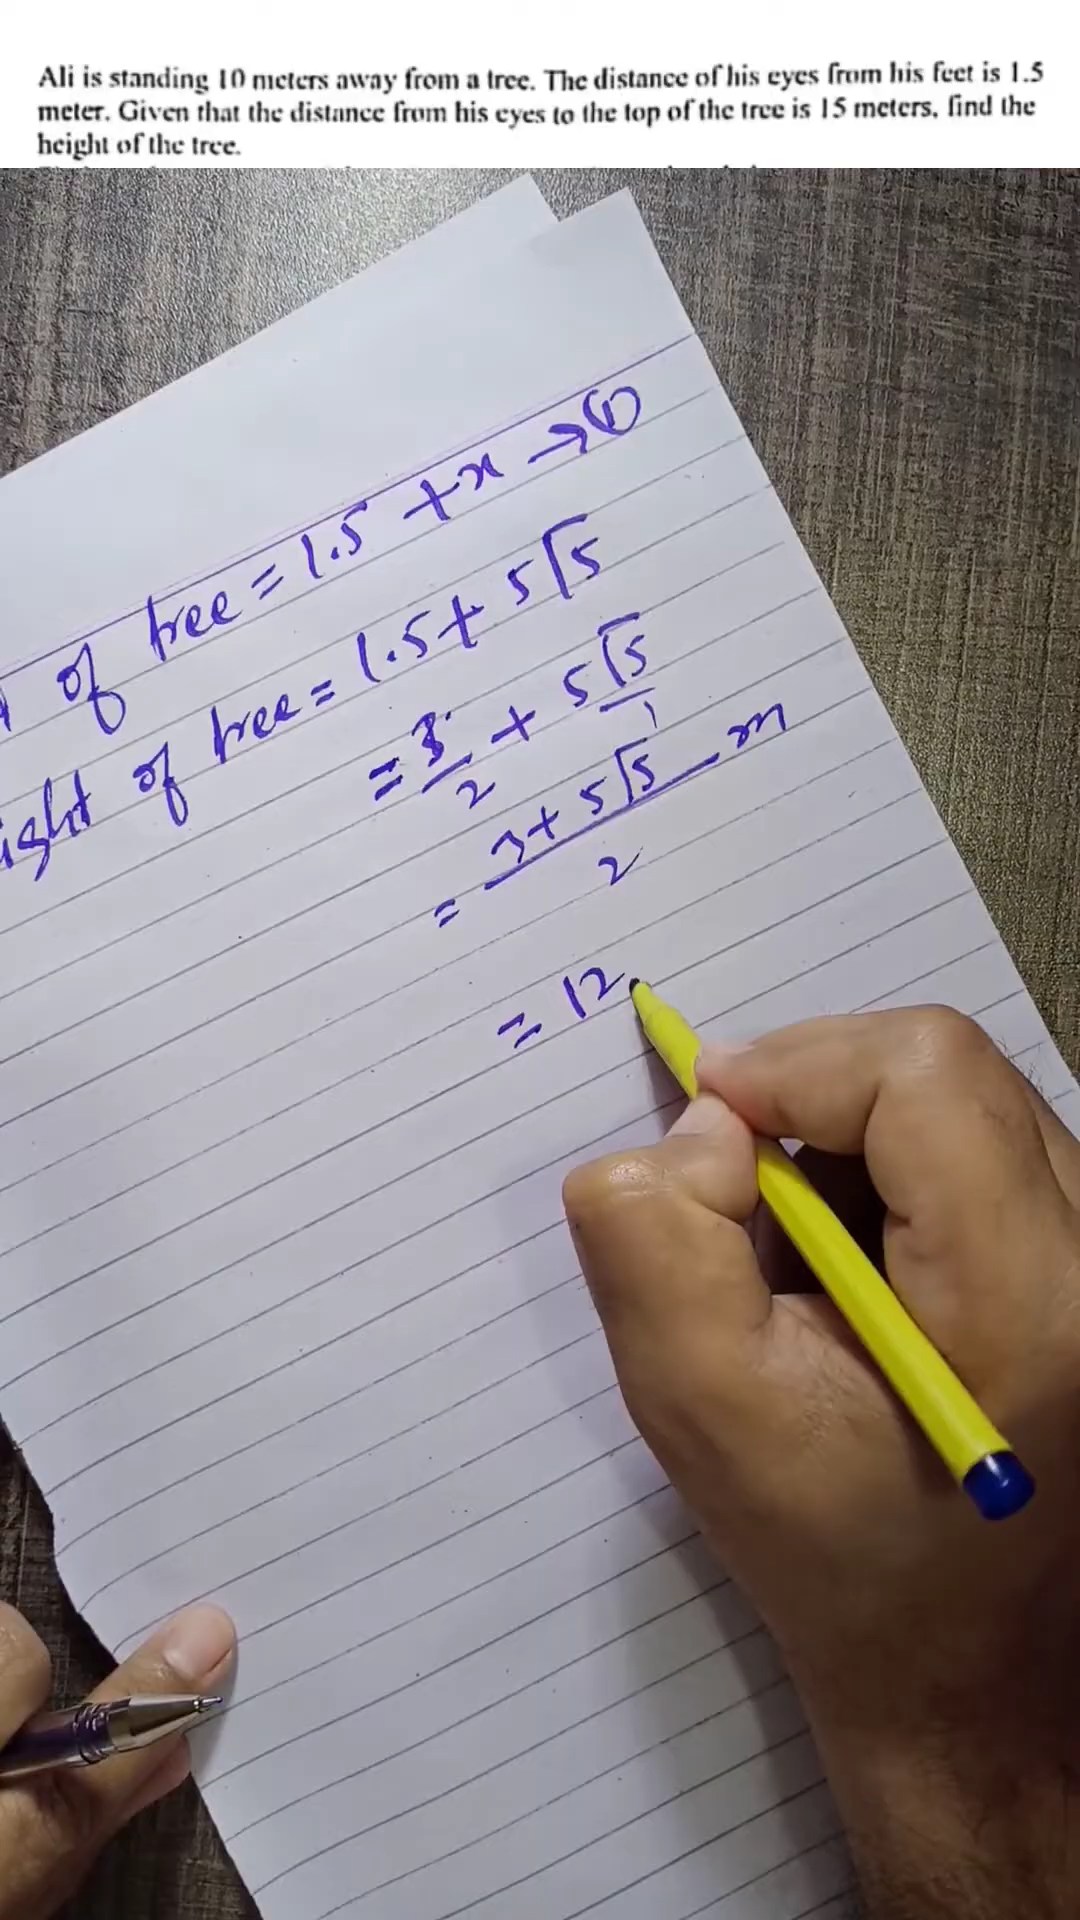 Ali is standing 10 meters away from a tree. The distance of his eyes from his feet is 1.5
meter. Given that the distance from his eyes to the top of the tree is 15 meters, find the
height of the tree.
of tree = 1.5 + x → ①
ight of tree = 1.5 + 5√5
= 3/2 + 5√5/1
= 3 + 5√5/2 m
= 12.